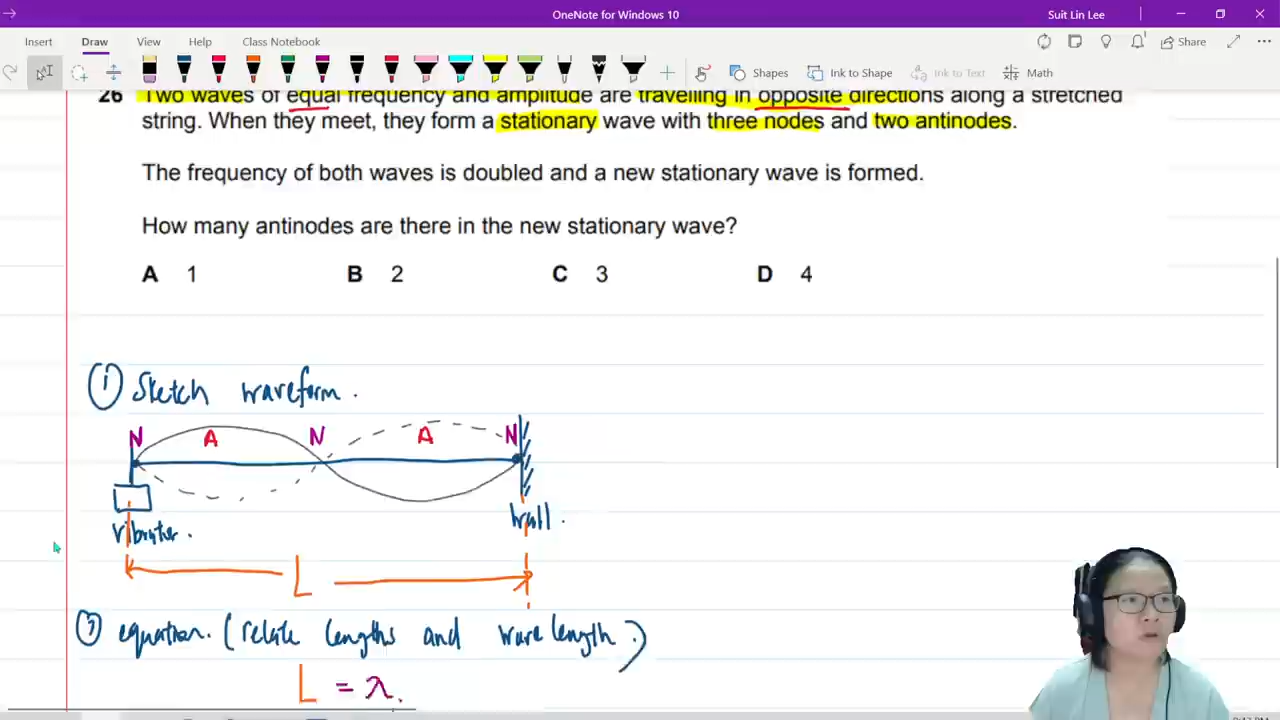 OneNote for Windows 10
Suit Lin Lee
Insert Draw View Help Class Notebook
Share
Shapes Ink to Shape Ink to Text Math
26 Two waves of equal frequency and amplitude are travelling in opposite directions along a stretched
string. When they meet, they form a stationary wave with three nodes and two antinodes.
The frequency of both waves is doubled and a new stationary wave is formed.
How many antinodes are there in the new stationary wave?
A 1 B 2 C 3 D 4
① Sketch waveform.
N A N A N
vibrator.
wall.
L
② equation. (relate lengths and wavelength.)
L = λ.